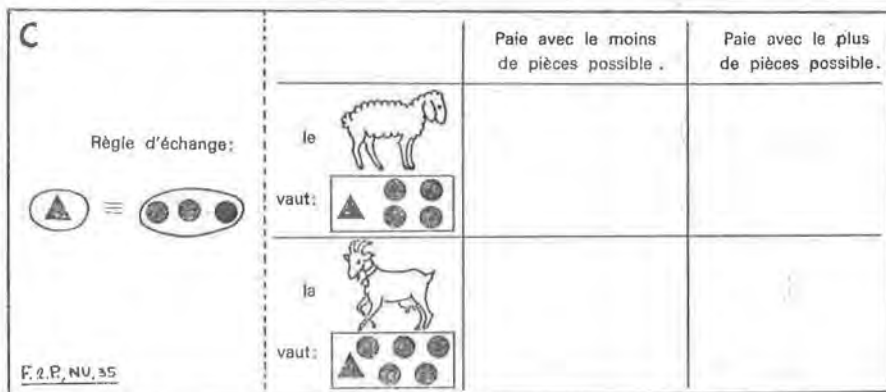 C
Règle d'échange:
Paie avec le moins
de pièces possible.
Paie avec le plus
de pièces possible.
le
vaut:
la
vaut:
F.2.P., NU, 35